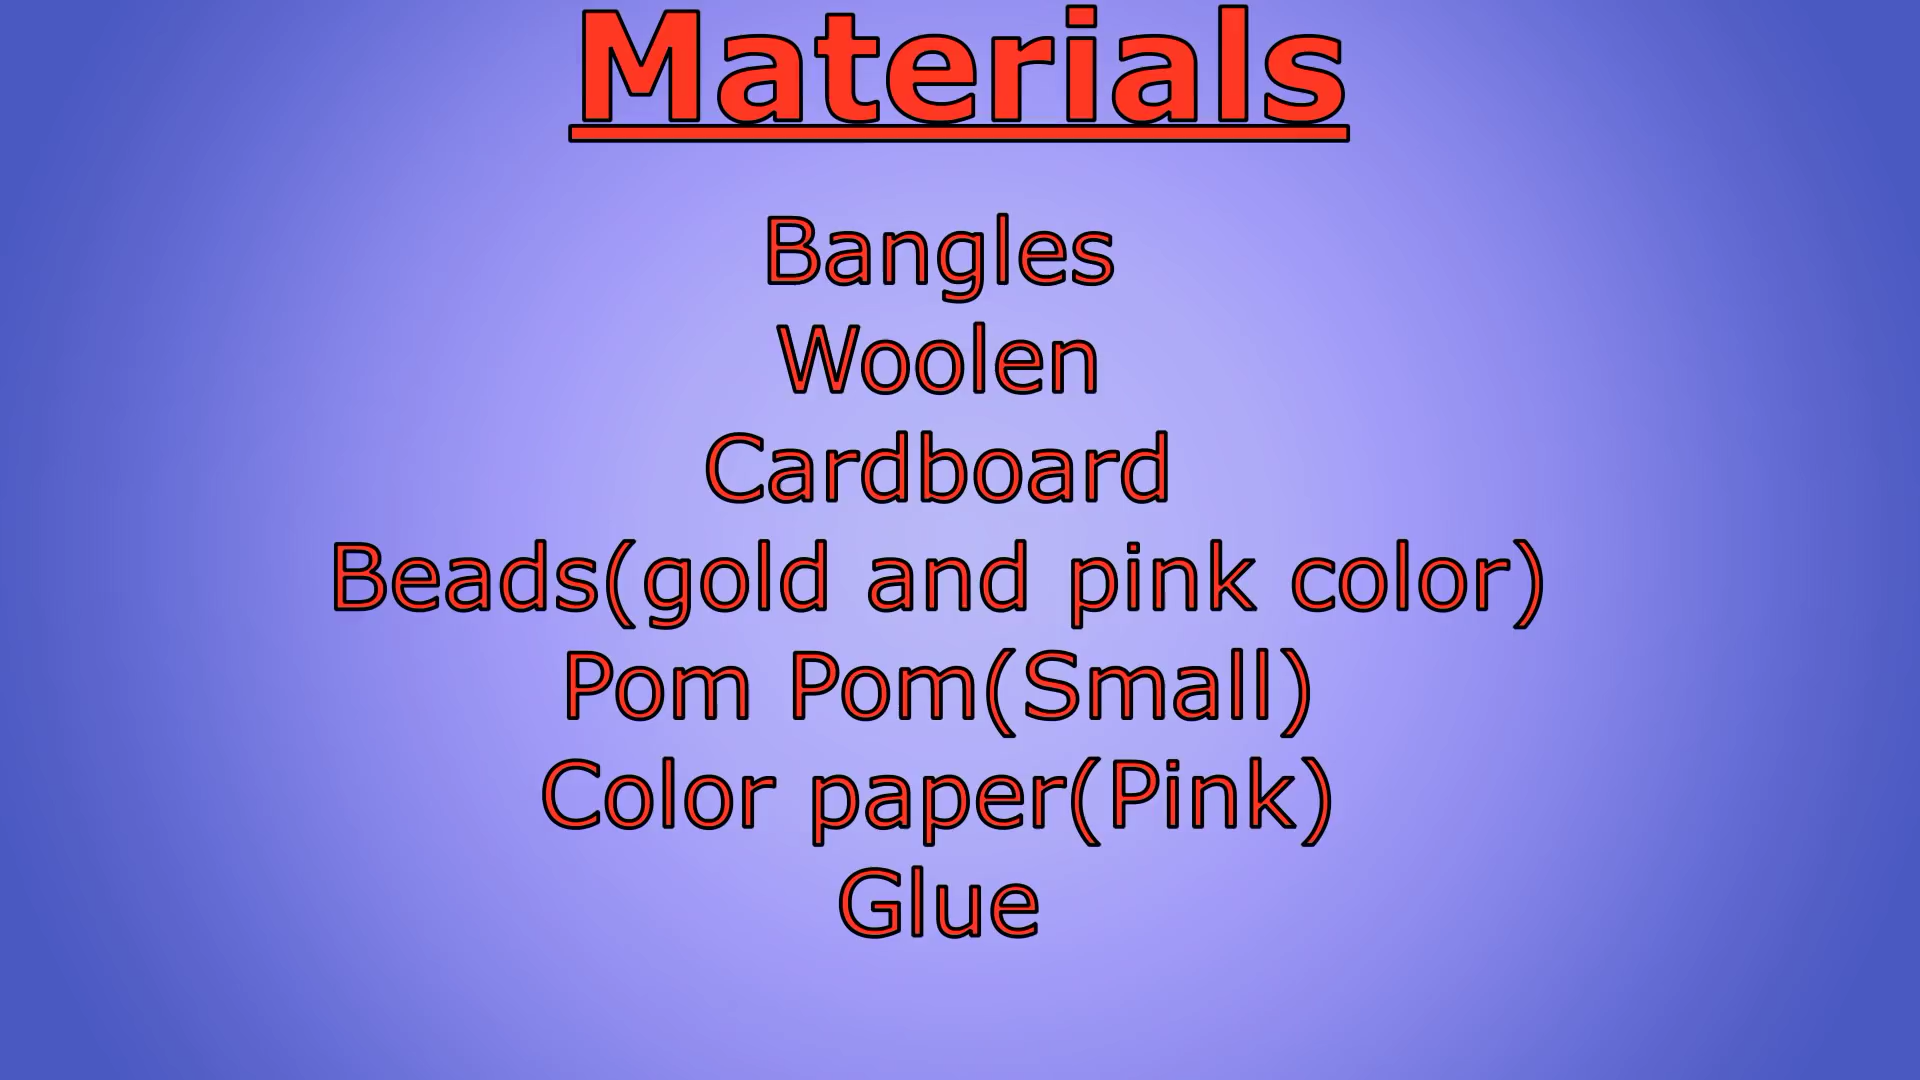 Materials
Bangles
Woolen
Cardboard
Beads(gold and pink color)
Pom Pom(Small)
Color paper(Pink)
Glue